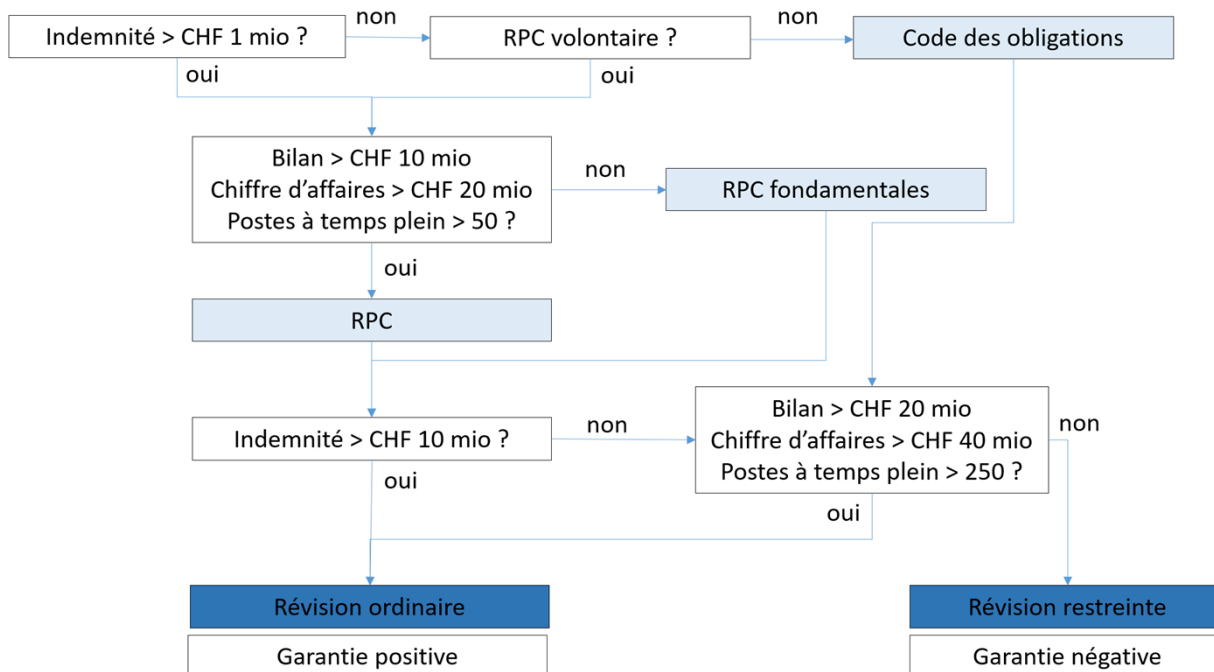 non
non
Indemnité > CHF 1 mio ?
RPC volontaire ?
Code des obligations
oui
oui
Bilan > CHF 10 mio
Chiffre d’affaires > CHF 20 mio
Postes à temps plein > 50 ?
non
RPC fondamentales
oui
RPC
Indemnité > CHF 10 mio ?
non
Bilan > CHF 20 mio
Chiffre d’affaires > CHF 40 mio
Postes à temps plein > 250 ?
non
oui
oui
Révision ordinaire
Révision restreinte
Garantie positive
Garantie négative